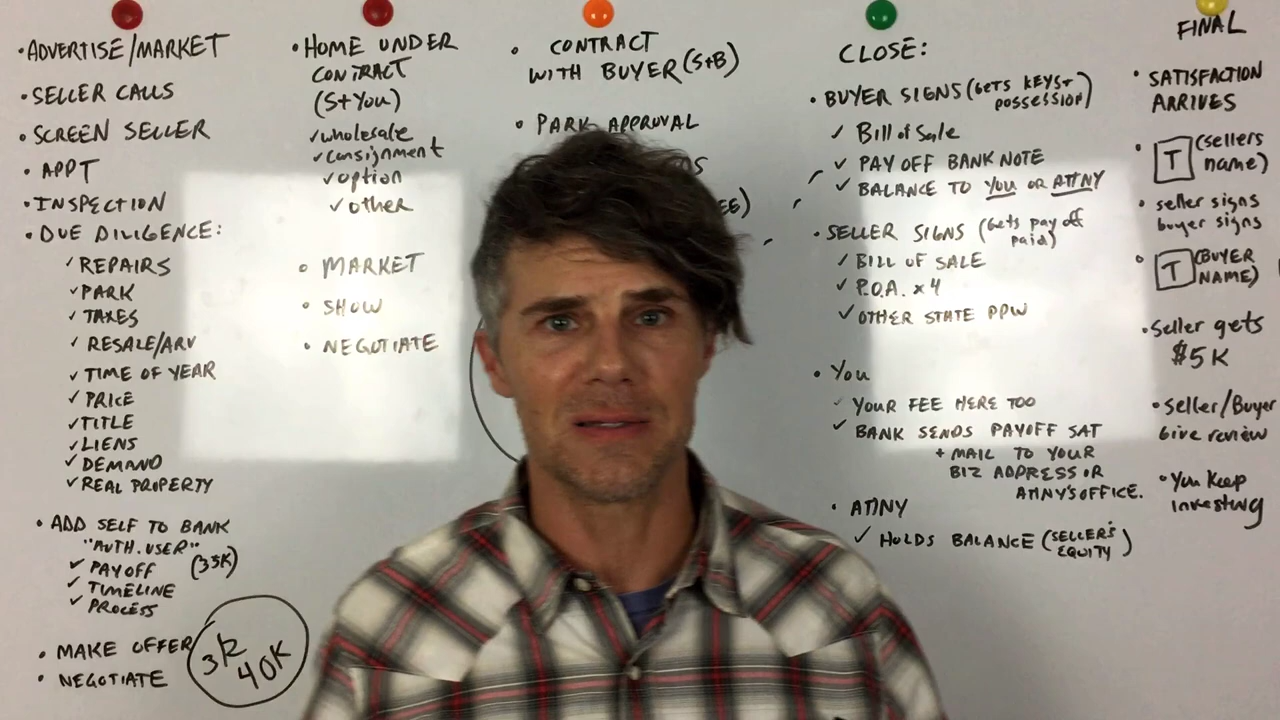 • ADVERTISE/MARKET
• SELLER CALLS
• SCREEN SELLER
• APPT
• INSPECTION
• DUE DILIGENCE:
✓ REPAIRS
✓ PARK
✓ TAXES
✓ RESALE/ARV
✓ TIME OF YEAR
✓ PRICE
✓ TITLE
✓ LIENS
✓ DEMAND
✓ REAL PROPERTY
• ADD SELF TO BANK
"AUTH. USER"
✓ PAYOFF (35K)
✓ TIMELINE
✓ PROCESS
• MAKE OFFER
• NEGOTIATE
40K
• HOME UNDER
CONTRACT
(S+YOU)
✓ wholesale
✓ consignment
✓ option
✓ other
• MARKET
• SHOW
• NEGOTIATE
• CONTRACT
WITH BUYER (S+B)
• PARK APPROVAL
CLOSE:
• BUYER SIGNS (GETS KEYS+
POSSESSION)
✓ Bill of Sale
✓ PAY OFF BANK NOTE
✓ BALANCE TO YOU OR ATTNY
• SELLER SIGNS (Gets pay off
paid)
✓ BILL OF SALE
✓ P.O.A. x 4
✓ OTHER STATE PPW
• You
✓ YOUR FEE HERE TOO
✓ BANK SENDS PAYOFF SAT
+ MAIL TO YOUR
BIZ ADDRESS OR
ATTNY'S OFFICE.
• ATTNY
✓ HOLDS BALANCE (SELLER'S
EQUITY)
FINAL
• SATISFACTION
ARRIVES
• T (sellers
name)
• seller signs
buyer signs
• T (BUYER
NAME)
• Seller gets
$5K
• Seller/Buyer
Give review
• You Keep
investing